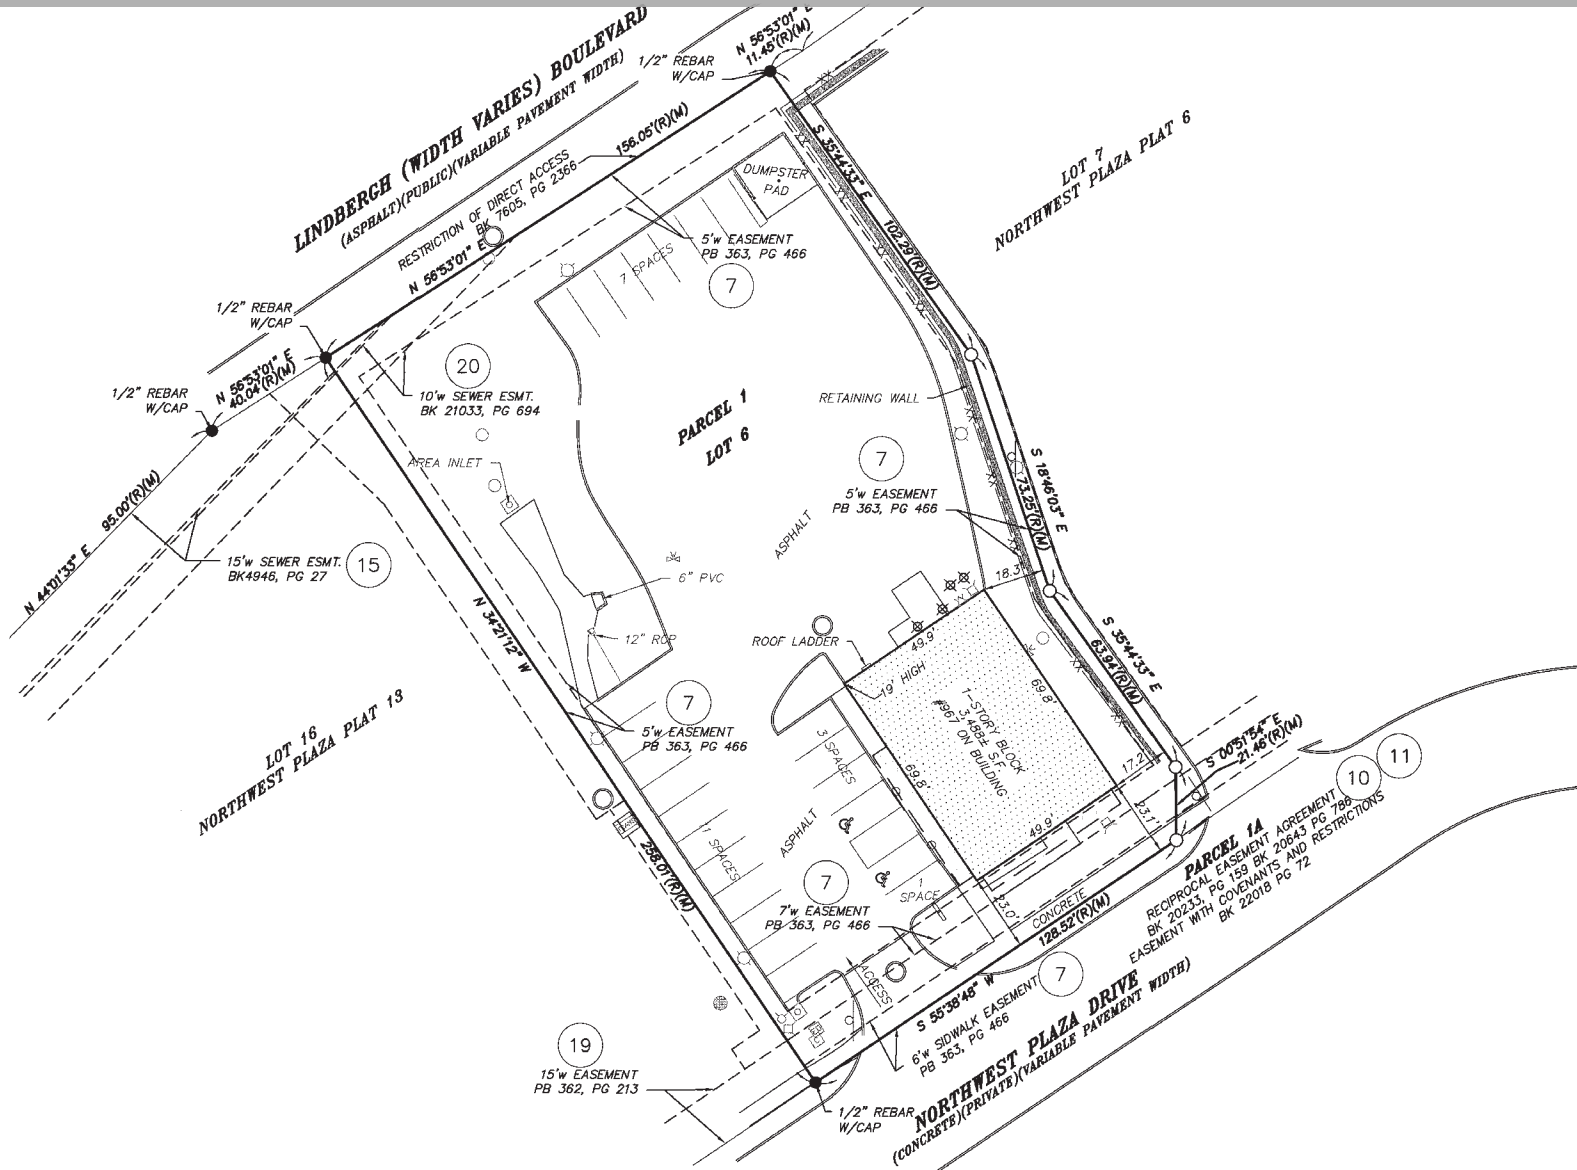 LINDBERGH (WIDTH VARIES) BOULEVARD
(ASPHALT)(PUBLIC)(VARIABLE PAVEMENT WIDTH)
1/2" REBAR
W/CAP
N 56°53'01" E
11.45'(R)(M)
RESTRICTION OF DIRECT ACCESS
BK 7605, PG 2366
156.05'(R)(M)
N 56°53'01" E
DUMPSTER
PAD
S 35°44'33" E
102.29'(R)(M)
LOT 7
NORTHWEST PLAZA PLAT 6
5'w EASEMENT
PB 363, PG 466
7
7 SPACES
1/2" REBAR
W/CAP
N 56°53'01" E
40.04'(R)(M)
1/2" REBAR
W/CAP
20
10'w SEWER ESMT.
BK 21033, PG 694
PARCEL 1
LOT 6
RETAINING WALL
AREA INLET
7
5'w EASEMENT
PB 363, PG 466
S 18°46'03" E
73.25'(R)(M)
95.00'(R)(M)
N 44°01'33" E
15'w SEWER ESMT.
BK4946, PG 27
15
ASPHALT
6" PVC
12" RCP
N 34°21'12" W
18.3'
ROOF LADDER
49.9'
19' HIGH
S 35°44'33" E
63.94'(R)(M)
7
5'w EASEMENT
PB 363, PG 466
LOT 16
NORTHWEST PLAZA PLAT 13
1-STORY BLOCK
3,488± S.F.
#967 ON BUILDING
69.8'
69.8'
3 SPACES
17.2'
S 00°51'54" E
21.46'(R)(M)
49.9'
23.1'
ASPHALT
11 SPACES
258.01'(R)(M)
7
7'w EASEMENT
PB 363, PG 466
1
SPACE
23.0'
CONCRETE
128.52'(R)(M)
10
11
PARCEL 1A
RECIPROCAL EASEMENT AGREEMENT
BK 20233, PG 159 BK 20643 PG 786
EASEMENT WITH COVENANTS AND RESTRICTIONS
BK 22018 PG 72
ACCESS
S 55°38'48" W
7
6'w SIDWALK EASEMENT
PB 363, PG 466
NORTHWEST PLAZA DRIVE
(CONCRETE)(PRIVATE)(VARIABLE PAVEMENT WIDTH)
19
15'w EASEMENT
PB 362, PG 213
1/2" REBAR
W/CAP